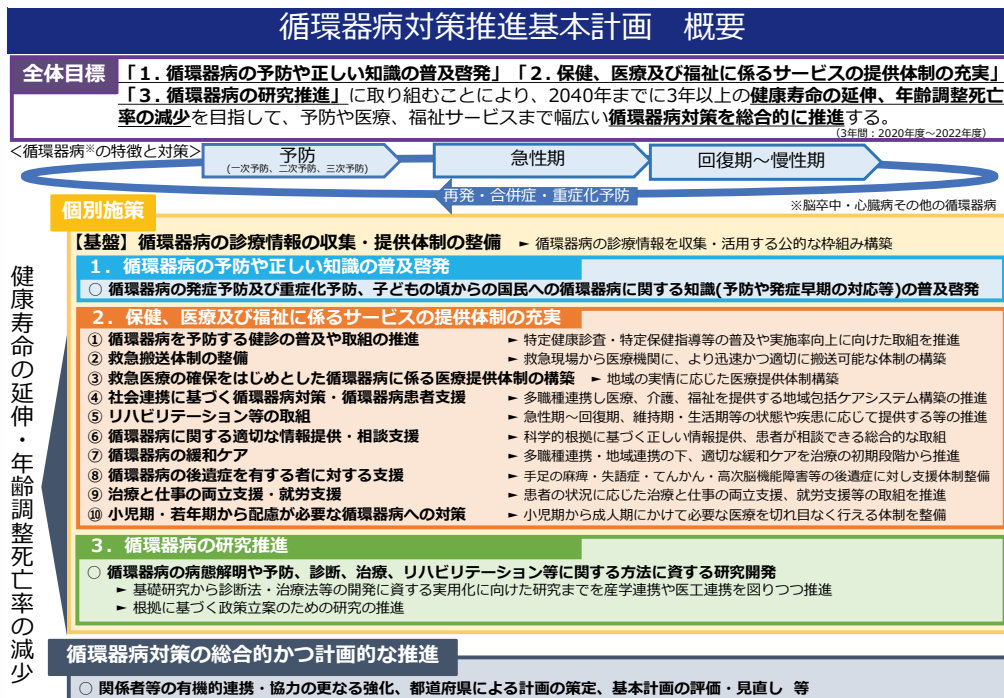 循環器病対策推進基本計画　概要
全体目標
「１. 循環器病の予防や正しい知識の普及啓発」「２. 保健、医療及び福祉に係るサービスの提供体制の充実」
「３. 循環器病の研究推進」に取り組むことにより、2040年までに3年以上の健康寿命の延伸、年齢調整死亡
率の減少を目指して、予防や医療、福祉サービスまで幅広い循環器病対策を総合的に推進する。
（3年間：2020年度～2022年度）
＜循環器病※の特徴と対策＞
予防
（一次予防、二次予防、三次予防）
急性期
回復期～慢性期
再発・合併症・重症化予防
※脳卒中・心臓病その他の循環器病
個別施策
【基盤】循環器病の診療情報の収集・提供体制の整備 ► 循環器病の診療情報を収集・活用する公的な枠組み構築
１. 循環器病の予防や正しい知識の普及啓発
○ 循環器病の発症予防及び重症化予防、子どもの頃からの国民への循環器病に関する知識(予防や発症早期の対応等)の普及啓発
２. 保健、医療及び福祉に係るサービスの提供体制の充実
① 循環器病を予防する健診の普及や取組の推進 ► 特定健康診査・特定保健指導等の普及や実施率向上に向けた取組を推進
② 救急搬送体制の整備 ► 救急現場から医療機関に、より迅速かつ適切に搬送可能な体制の構築
③ 救急医療の確保をはじめとした循環器病に係る医療提供体制の構築 ► 地域の実情に応じた医療提供体制構築
④ 社会連携に基づく循環器病対策・循環器病患者支援 ► 多職種連携し医療、介護、福祉を提供する地域包括ケアシステム構築の推進
⑤ リハビリテーション等の取組 ► 急性期～回復期、維持期・生活期等の状態や疾患に応じて提供する等の推進
⑥ 循環器病に関する適切な情報提供・相談支援 ► 科学的根拠に基づく正しい情報提供、患者が相談できる総合的な取組
⑦ 循環器病の緩和ケア ► 多職種連携・地域連携の下、適切な緩和ケアを治療の初期段階から推進
⑧ 循環器病の後遺症を有する者に対する支援 ► 手足の麻痺・失語症・てんかん・高次脳機能障害等の後遺症に対し支援体制整備
⑨ 治療と仕事の両立支援・就労支援 ► 患者の状況に応じた治療と仕事の両立支援、就労支援等の取組を推進
⑩ 小児期・若年期から配慮が必要な循環器病への対策 ► 小児期から成人期にかけて必要な医療を切れ目なく行える体制を整備
３. 循環器病の研究推進
○ 循環器病の病態解明や予防、診断、治療、リハビリテーション等に関する方法に資する研究開発
► 基礎研究から診断法・治療法等の開発に資する実用化に向けた研究までを産学連携や医工連携を図りつつ推進
► 根拠に基づく政策立案のための研究の推進
健康寿命の延伸・年齢調整死亡率の減少
循環器病対策の総合的かつ計画的な推進
○ 関係者等の有機的連携・協力の更なる強化、都道府県による計画の策定、基本計画の評価・見直し 等